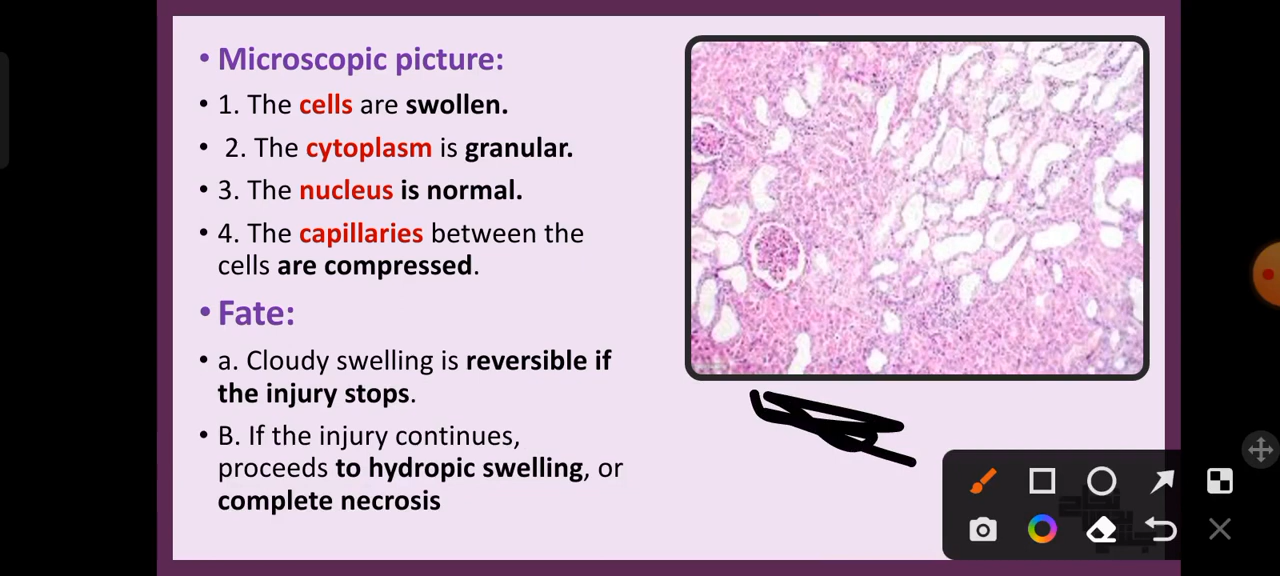 • Microscopic picture:
• 1. The cells are swollen.
• 2. The cytoplasm is granular.
• 3. The nucleus is normal.
• 4. The capillaries between the
cells are compressed.
• Fate:
• a. Cloudy swelling is reversible if
the injury stops.
• B. If the injury continues,
proceeds to hydropic swelling, or
complete necrosis